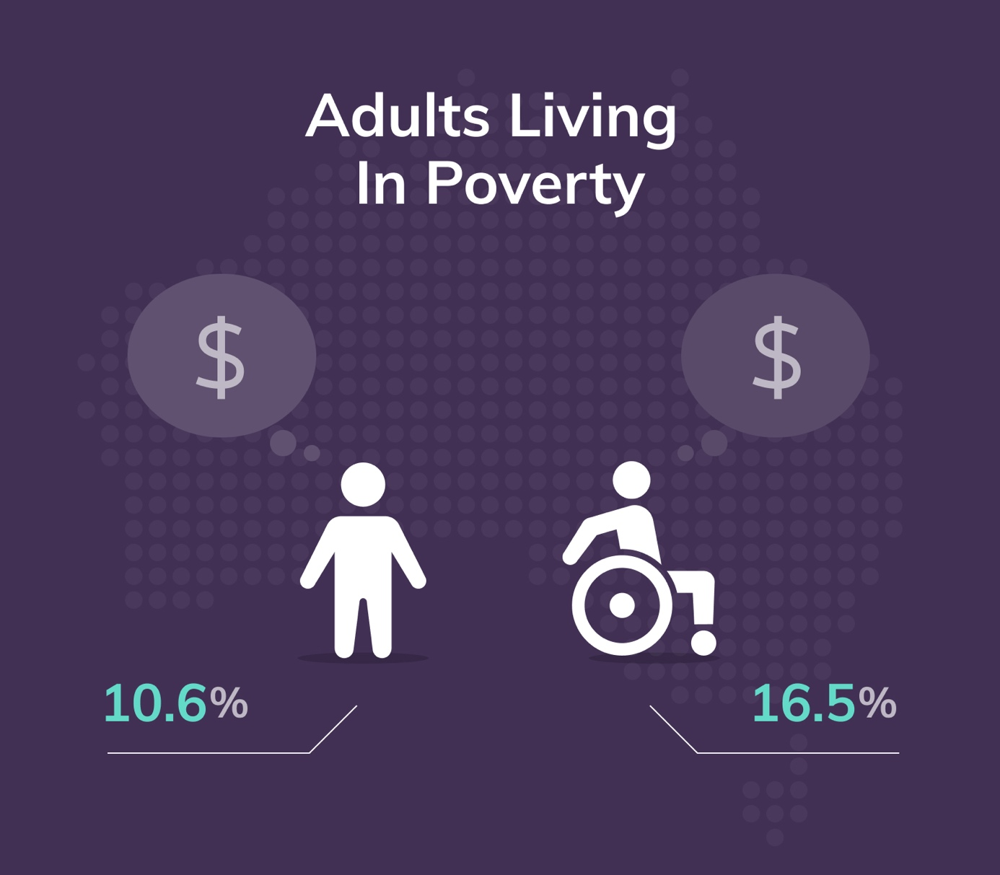 Adults Living
In Poverty
$ $
10.6% 16.5%